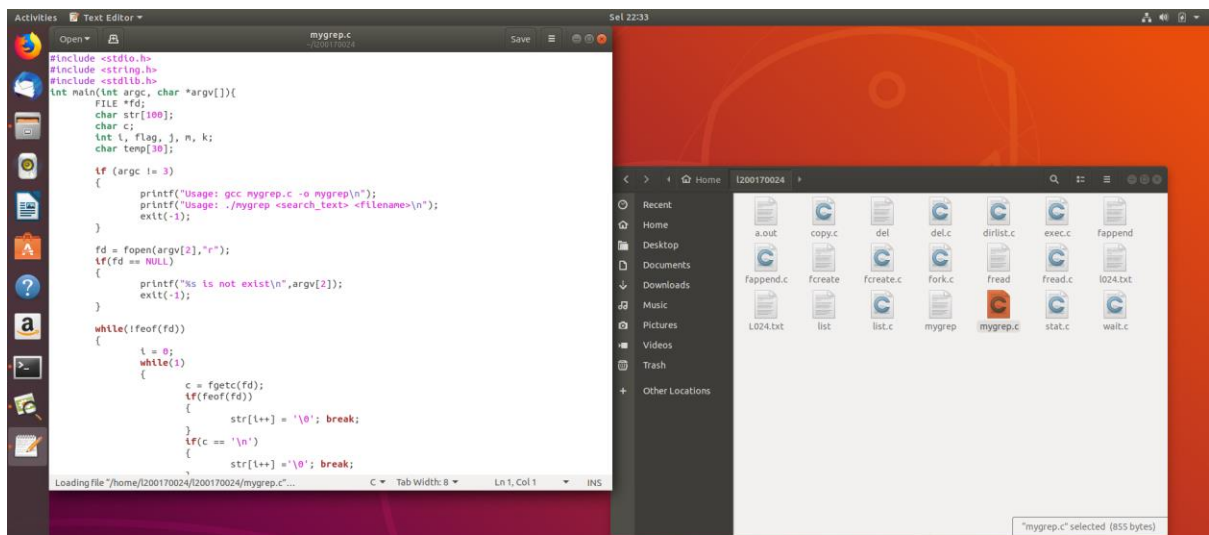 Activities Text Editor Sel 22:33
Open mygrep.c Save
~/l200170024
#include <stdio.h>
#include <string.h>
#include <stdlib.h>
int main(int argc, char *argv[]){
FILE *fd;
char str[100];
char c;
int i, flag, j, m, k;
char temp[30];
if (argc != 3)
{
printf("Usage: gcc mygrep.c -o mygrep\n");
printf("Usage: ./mygrep <search_text> <filename>\n");
exit(-1);
}
fd = fopen(argv[2],"r");
if(fd == NULL)
{
printf("%s is not exist\n",argv[2]);
exit(-1);
}
while(!feof(fd))
{
i = 0;
while(1)
{
c = fgetc(fd);
if(feof(fd))
{
str[i++] = '\0'; break;
}
if(c == '\n')
{
str[i++] ='\0'; break;
Loading file "/home/l200170024/l200170024/mygrep.c"... C Tab Width: 8 Ln 1, Col 1 INS
Home l200170024
Recent
Home
Desktop
Documents
Downloads
Music
Pictures
Videos
Trash
+ Other Locations
a.out copy.c del del.c dirlist.c exec.c fappend
fappend.c fcreate fcreate.c fork.c fread fread.c l024.txt
L024.txt list list.c mygrep mygrep.c stat.c wait.c
"mygrep.c" selected (855 bytes)